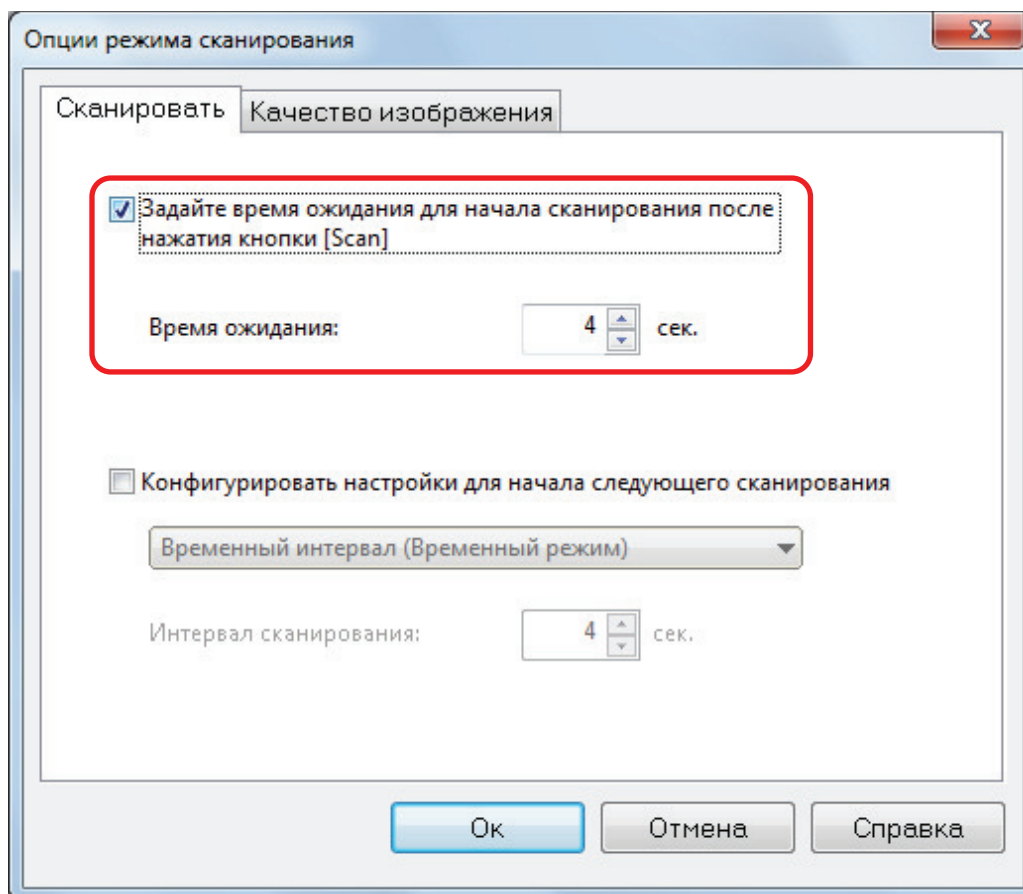 Опции режима сканирования
Сканировать
Качество изображения
Задайте время ожидания для начала сканирования после
нажатия кнопки [Scan]
Время ожидания: 4 сек.
Конфигурировать настройки для начала следующего сканирования
Временный интервал (Временный режим)
Интервал сканирования: 4 сек.
Ок
Отмена
Справка